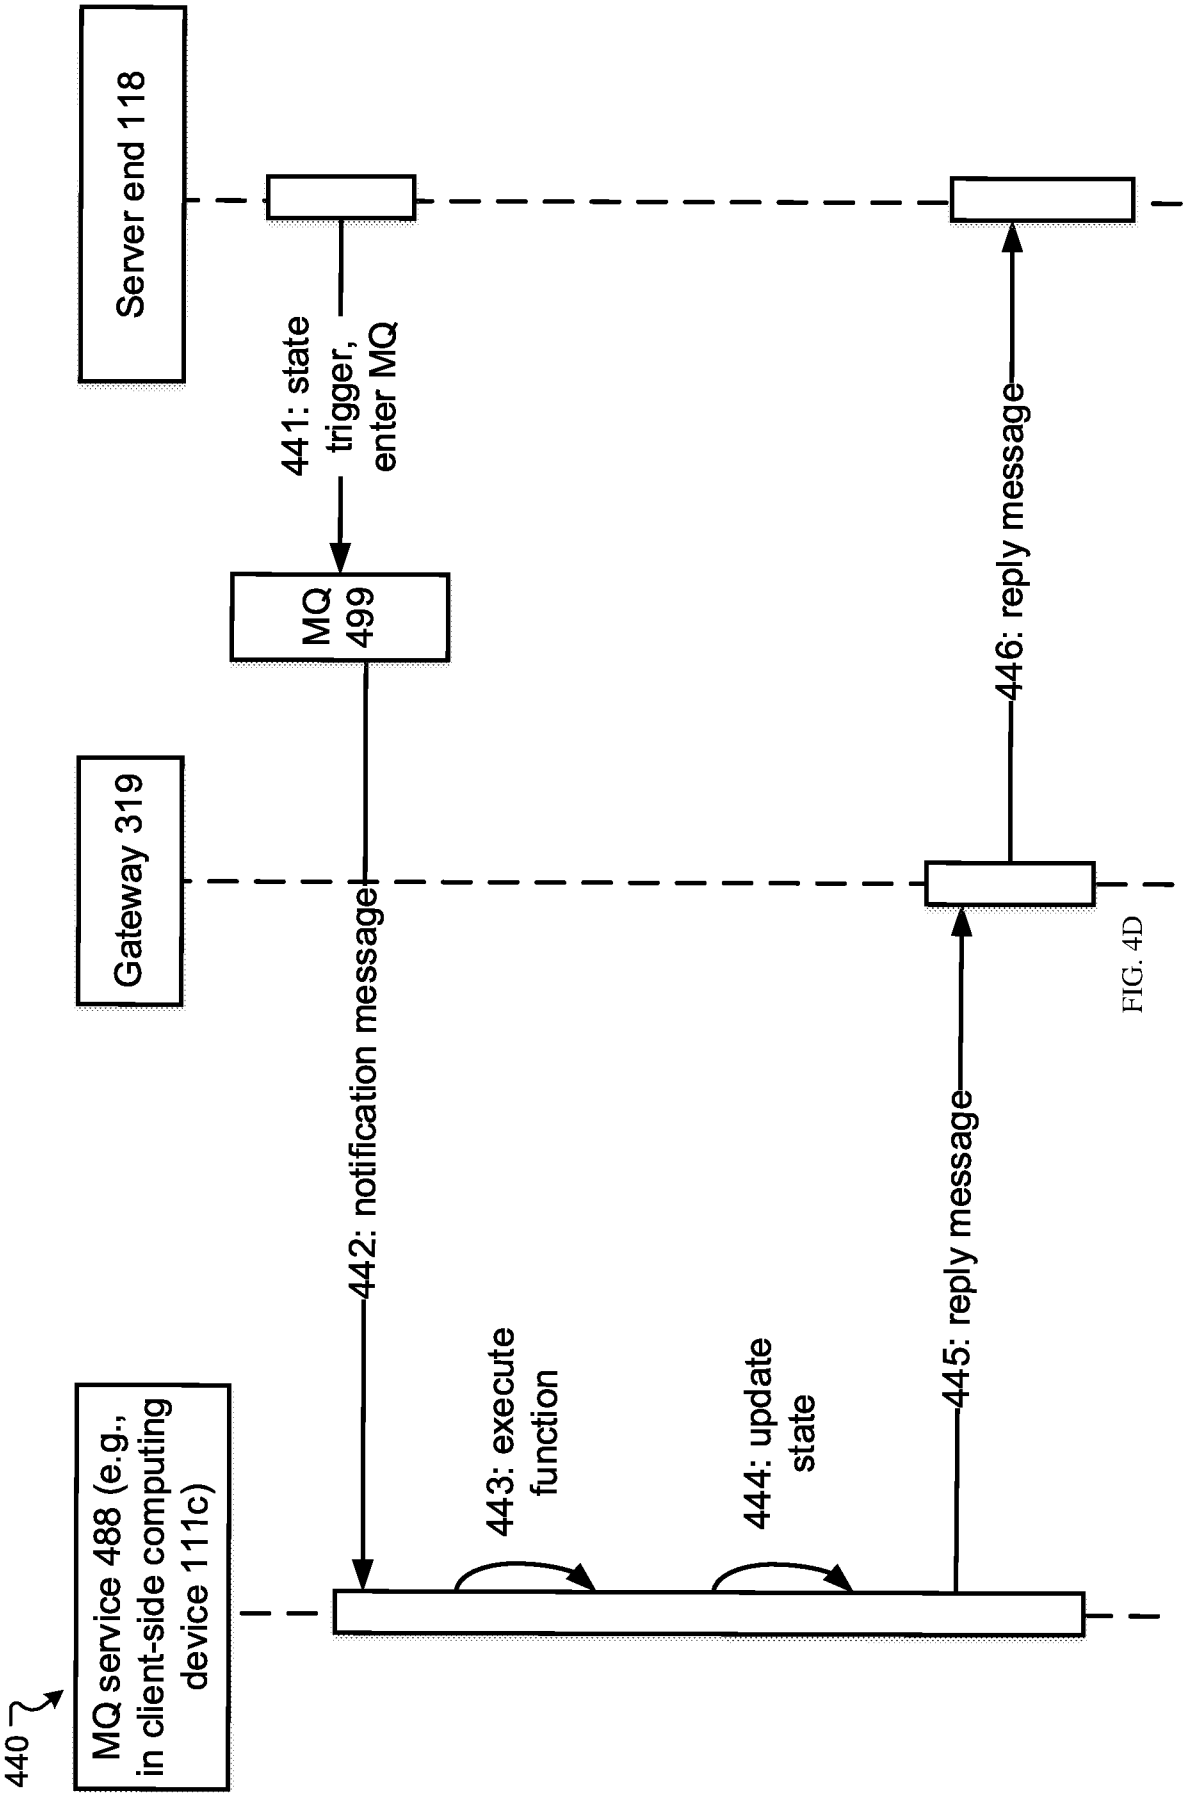 440
MQ service 488 (e.g.,
in client-side computing
device 111c)
Gateway 319
Server end 118
441: state
trigger,
enter MQ
MQ
499
442: notification message
443: execute
function
444: update
state
445: reply message
446: reply message
FIG. 4D